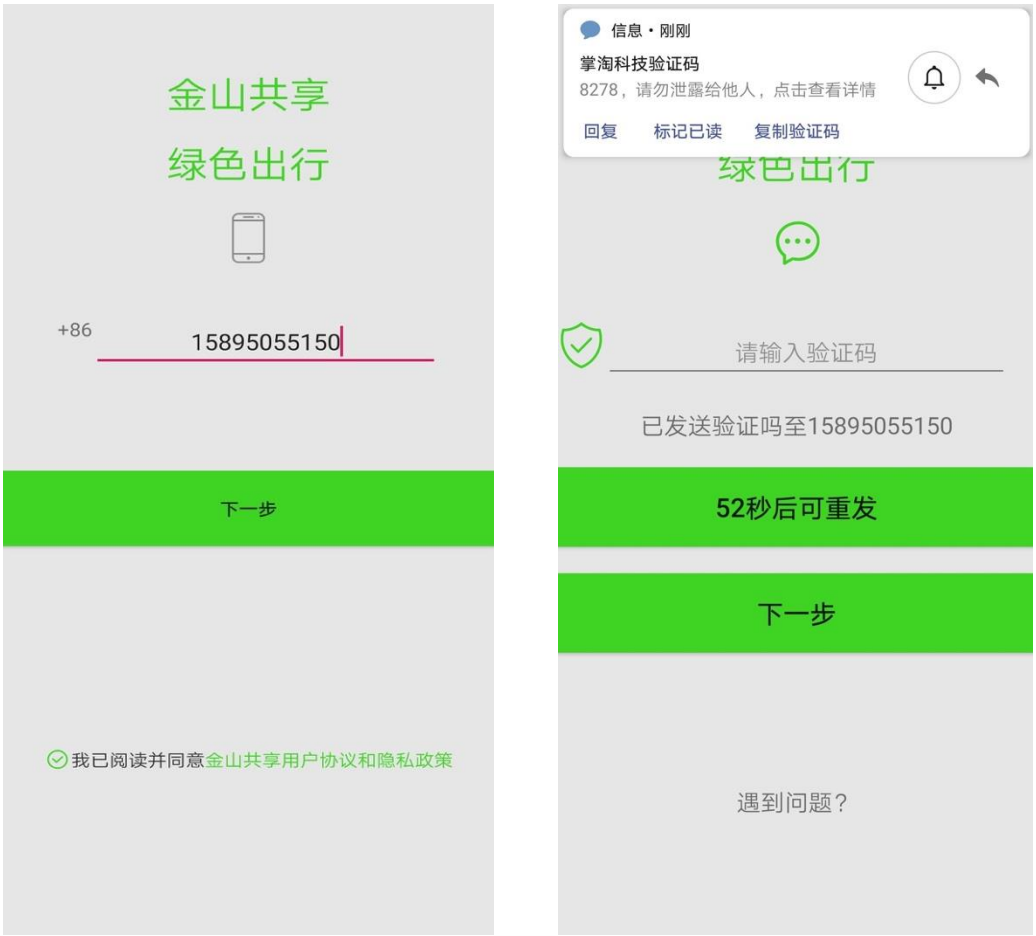 金山共享
绿色出行
+86
15895055150
下一步
我已阅读并同意金山共享用户协议和隐私政策
信息・刚刚
掌淘科技验证码
8278，请勿泄露给他人，点击查看详情
回复 标记已读 复制验证码
绿色出行
请输入验证码
已发送验证吗至15895055150
52秒后可重发
下一步
遇到问题？